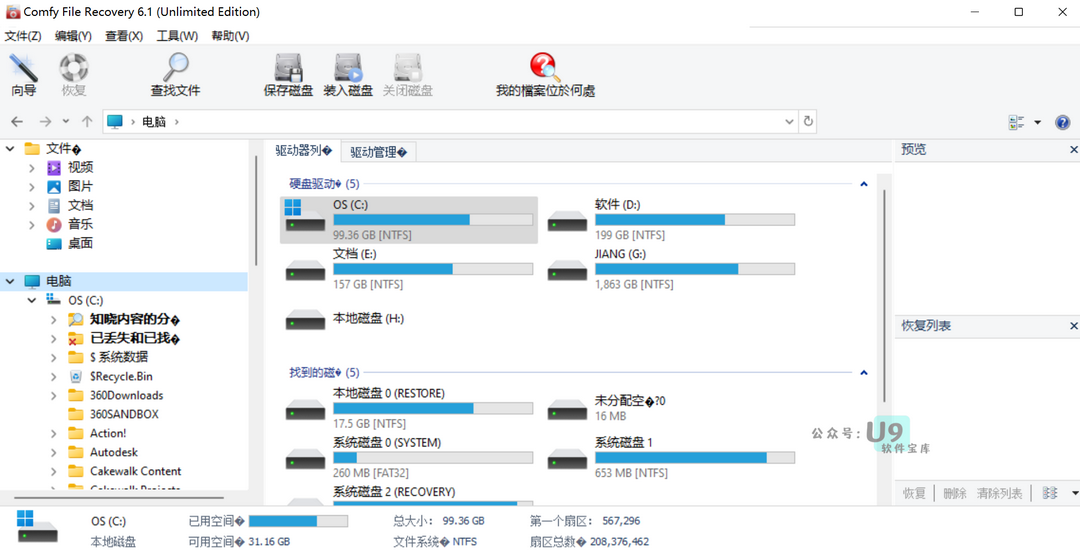 Comfy File Recovery 6.1 (Unlimited Edition)
文件(Z) 编辑(Y) 查看(X) 工具(W) 帮助(V)
向导 恢复 查找文件 保存磁盘 装入磁盘 关闭磁盘 我的檔案位於何處
电脑
文件�
视频
图片
文档
音乐
桌面
电脑
OS (C:)
知晓内容的分�
已丢失和已找�
$ 系统数据
$Recycle.Bin
360Downloads
360SANDBOX
Action!
Autodesk
Cakewalk Content
Cakewalk Projects
驱动器列� 驱动管理�
硬盘驱动� (5)
OS (C:)
99.36 GB [NTFS]
软件 (D:)
199 GB [NTFS]
文档 (E:)
157 GB [NTFS]
JIANG (G:)
1,863 GB [NTFS]
本地磁盘 (H:)
找到的磁� (5)
本地磁盘 0 (RESTORE)
17.5 GB [NTFS]
未分配空�?0
16 MB
系统磁盘 0 (SYSTEM)
260 MB [FAT32]
系统磁盘 1
653 MB [NTFS]
系统磁盘 2 (RECOVERY)
预览
恢复列表
公众号: U9
软件宝库
恢复 删除 清除列表
OS (C:) 已用空间� 总大小: 99.36 GB 第一个扇区: 567,296
本地磁盘 可用空间� 31.16 GB 文件系统� NTFS 扇区总数� 208,376,462